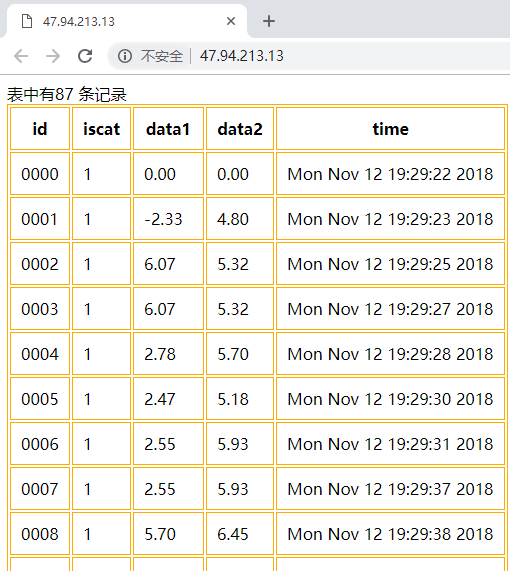 47.94.213.13
不安全 47.94.213.13
表中有87 条记录
id iscat data1 data2 time
0000 1 0.00 0.00 Mon Nov 12 19:29:22 2018
0001 1 -2.33 4.80 Mon Nov 12 19:29:23 2018
0002 1 6.07 5.32 Mon Nov 12 19:29:25 2018
0003 1 6.07 5.32 Mon Nov 12 19:29:27 2018
0004 1 2.78 5.70 Mon Nov 12 19:29:28 2018
0005 1 2.47 5.18 Mon Nov 12 19:29:30 2018
0006 1 2.55 5.93 Mon Nov 12 19:29:31 2018
0007 1 2.55 5.93 Mon Nov 12 19:29:37 2018
0008 1 5.70 6.45 Mon Nov 12 19:29:38 2018